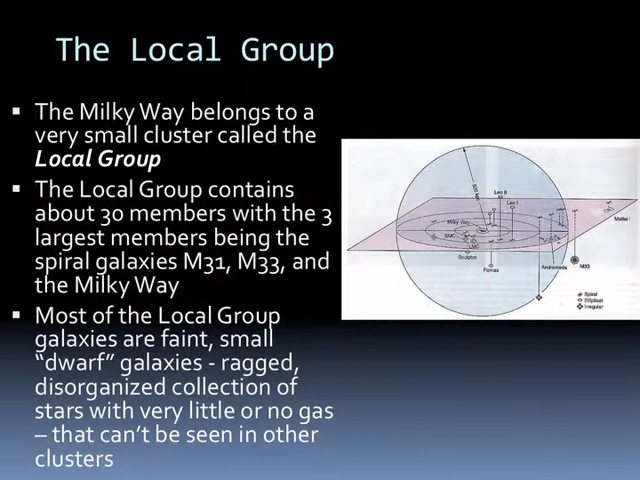 The Local Group
▪ The Milky Way belongs to a
very small cluster called the
Local Group
▪ The Local Group contains
about 30 members with the 3
largest members being the
spiral galaxies M31, M33, and
the Milky Way
▪ Most of the Local Group
galaxies are faint, small
“dwarf” galaxies - ragged,
disorganized collection of
stars with very little or no gas
– that can’t be seen in other
clusters
Leo II
Leo I
Maffei I
Milky Way
SMC
LMC
Sculptor
Fornax
Andromeda
M33
Spiral
Elliptical
Irregular